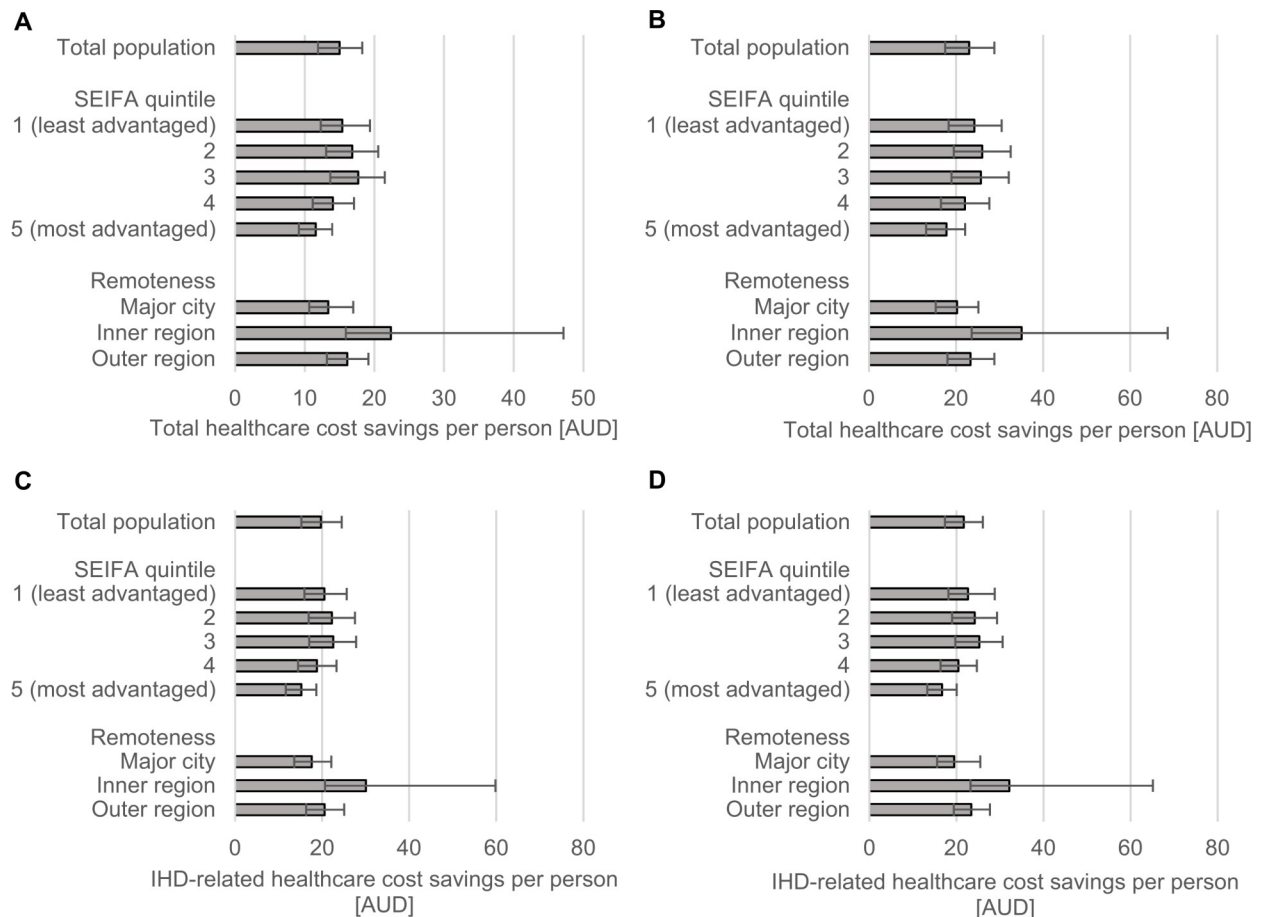 A
Total population
SEIFA quintile
1 (least advantaged)
2
3
4
5 (most advantaged)
Remoteness
Major city
Inner region
Outer region
0 10 20 30 40 50
Total healthcare cost savings per person [AUD]
B
Total population
SEIFA quintile
1 (least advantaged)
2
3
4
5 (most advantaged)
Remoteness
Major city
Inner region
Outer region
0 20 40 60 80
Total healthcare cost savings per person [AUD]
C
Total population
SEIFA quintile
1 (least advantaged)
2
3
4
5 (most advantaged)
Remoteness
Major city
Inner region
Outer region
0 20 40 60 80
IHD-related healthcare cost savings per person
[AUD]
D
Total population
SEIFA quintile
1 (least advantaged)
2
3
4
5 (most advantaged)
Remoteness
Major city
Inner region
Outer region
0 20 40 60 80
IHD-related healthcare cost savings per person
[AUD]